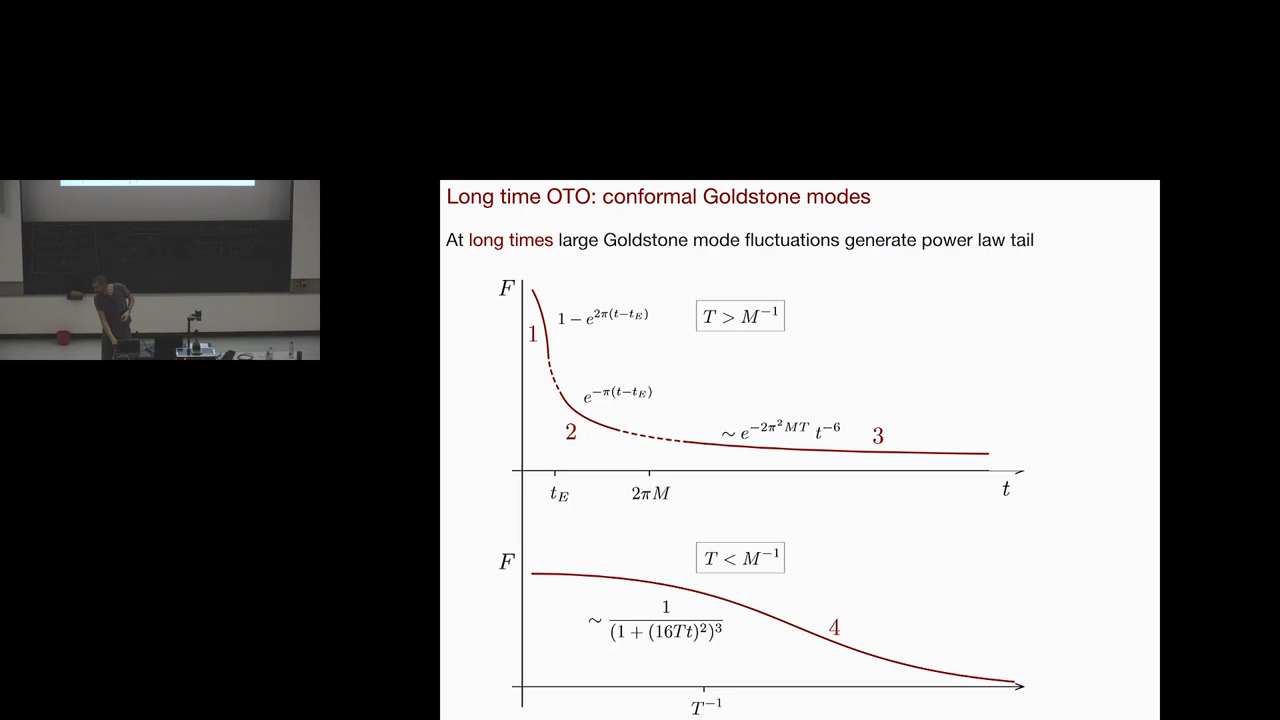 Long time OTO: conformal Goldstone modes
At long times large Goldstone mode fluctuations generate power law tail
F
1 − e^{2π(t−t_E)}
T > M^{−1}
1
e^{−π(t−t_E)}
2
∼ e^{−2π²MT} t^{−6}
3
t_E
2πM
t
F
T < M^{−1}
∼ 1/(1 + (16Tt)²)³
4
T^{−1}